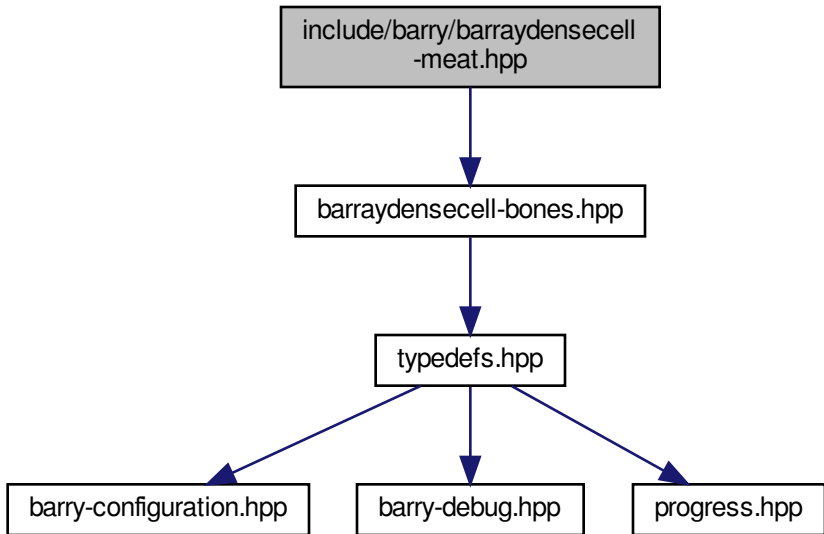 include/barry/barraydensecell
-meat.hpp
barraydensecell-bones.hpp
typedefs.hpp
barry-configuration.hpp
barry-debug.hpp
progress.hpp